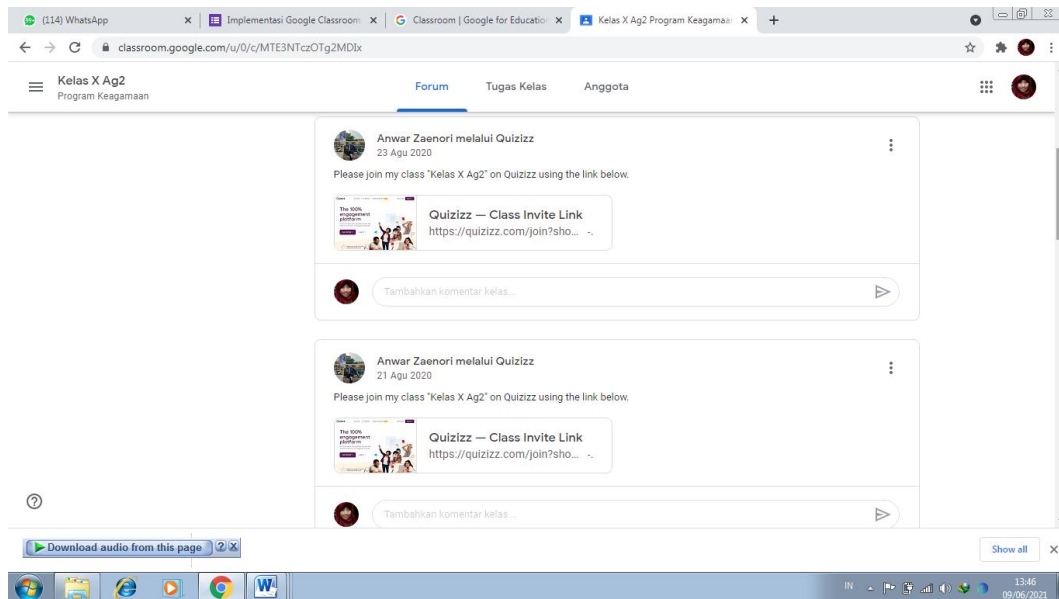 (114) WhatsApp
Implementasi Google Classroom
Classroom | Google for Education
Kelas X Ag2 Program Keagamaan
classroom.google.com/u/0/c/MTE3NTczOTg2MDIx
Kelas X Ag2
Program Keagamaan
Forum
Tugas Kelas
Anggota
Anwar Zaenori melalui Quizizz
23 Agu 2020
Please join my class "Kelas X Ag2" on Quizizz using the link below.
The 100%
engagement
platform
Quizizz — Class Invite Link
https://quizizz.com/join?sho...
Tambahkan komentar kelas...
Anwar Zaenori melalui Quizizz
21 Agu 2020
Please join my class "Kelas X Ag2" on Quizizz using the link below.
The 100%
engagement
platform
Quizizz — Class Invite Link
https://quizizz.com/join?sho...
Tambahkan komentar kelas...
Download audio from this page
Show all
IN
13:46
09/06/2021